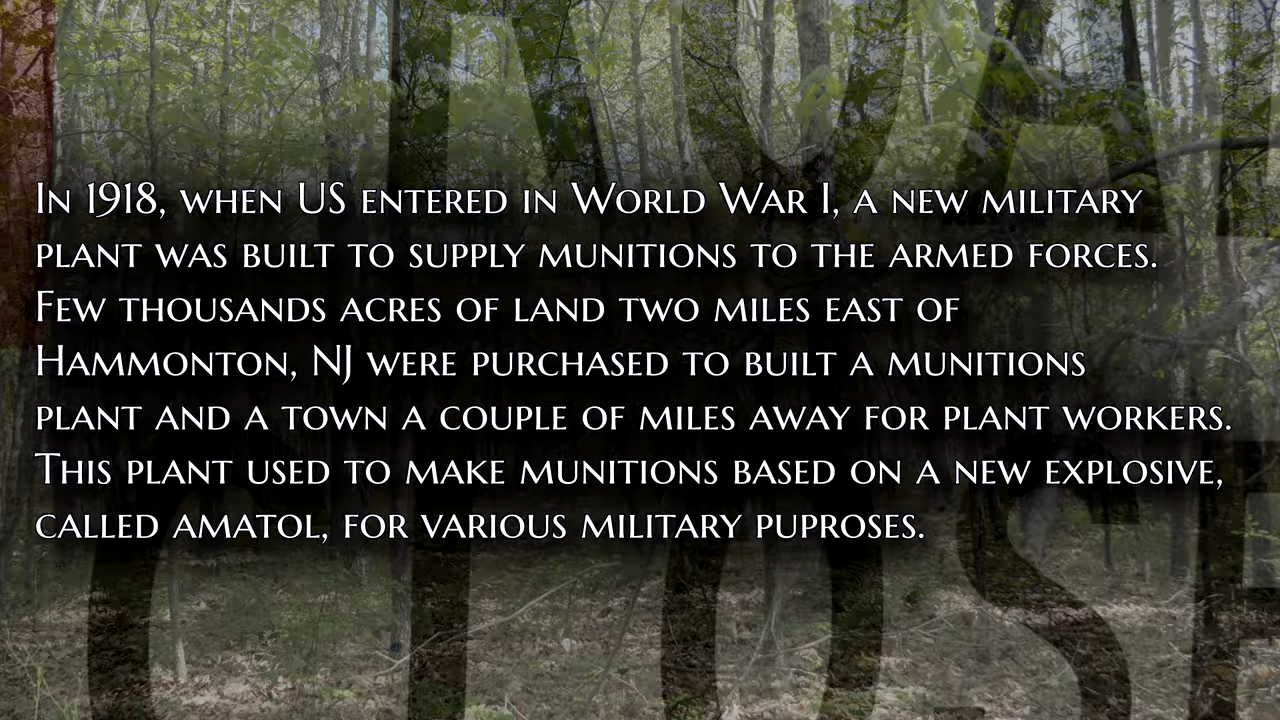 In 1918, when US entered in World War I, a new military
plant was built to supply munitions to the armed forces.
Few thousands acres of land two miles east of
Hammonton, NJ were purchased to built a munitions
plant and a town a couple of miles away for plant workers.
This plant used to make munitions based on a new explosive,
called amatol, for various military puproses.